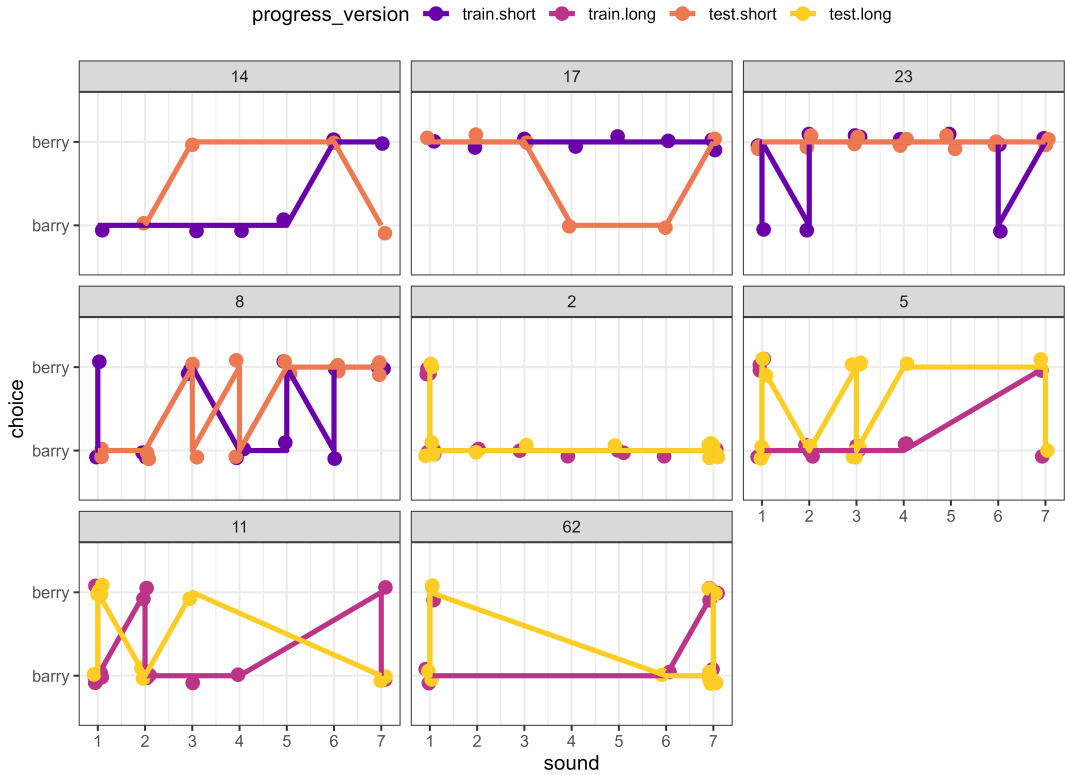 progress_version train.short train.long test.short test.long
14 17 23
berry
barry
8 2 5
berry
barry
choice
1 2 3 4 5 6 7
11 62
berry
barry
1 2 3 4 5 6 7 1 2 3 4 5 6 7
sound